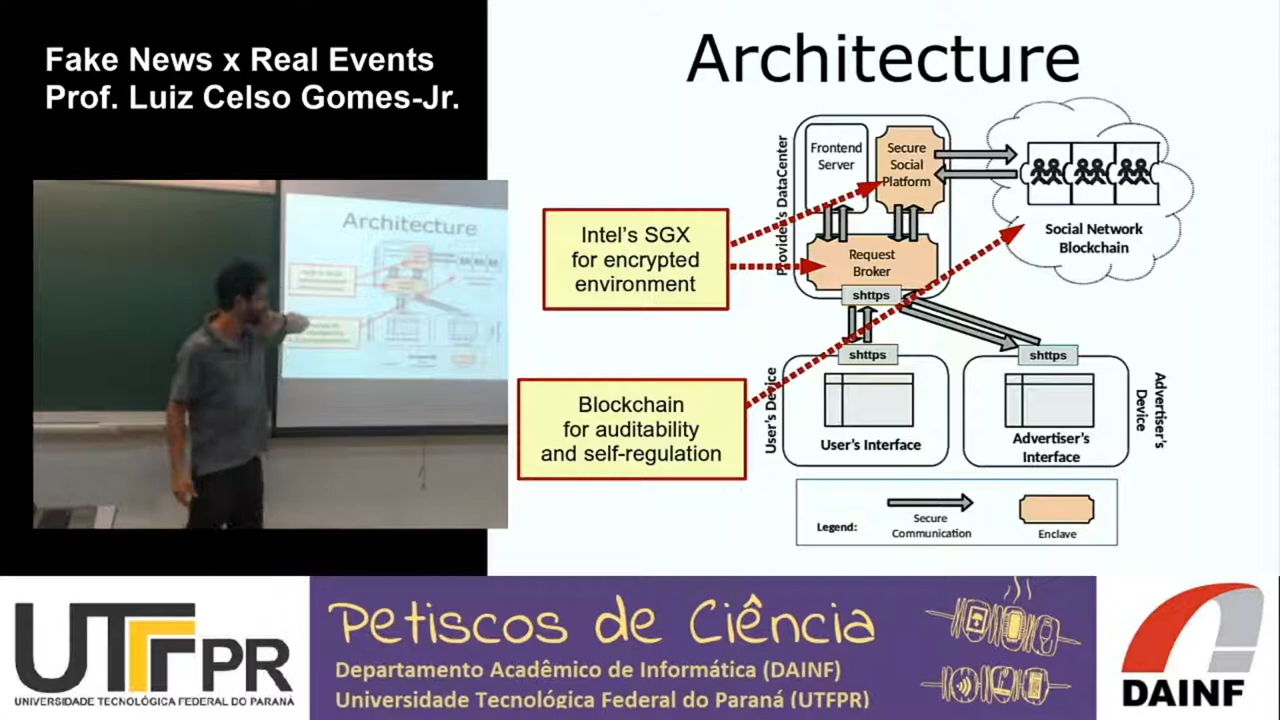 Fake News x Real Events
Prof. Luiz Celso Gomes-Jr.
Architecture
Architecture
Provider's DataCenter
Frontend
Server
Secure
Social
Platform
Request
Broker
shttps
Social Network
Blockchain
Intel's SGX
for encrypted
environment
Blockchain
for auditability
and self-regulation
shttps
shttps
User's Device
User's Interface
Advertiser's
Interface
Advertiser's
Device
Legend:
Secure
Communication
Enclave
UTFPR
UNIVERSIDADE TECNOLÓGICA FEDERAL DO PARANÁ
Petiscos de Ciência
Departamento Acadêmico de Informática (DAINF)
Universidade Tecnológica Federal do Paraná (UTFPR)
DAINF